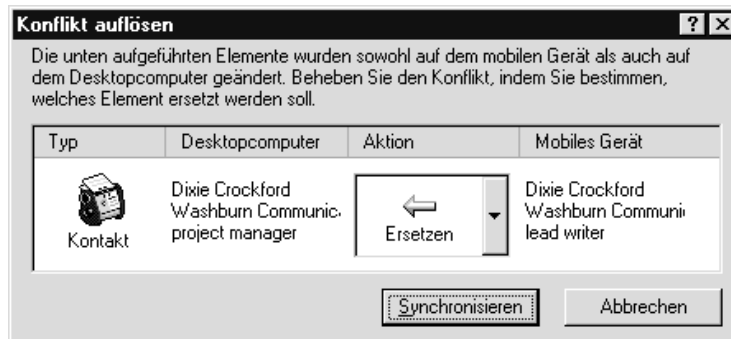 Konflikt auflösen
Die unten aufgeführten Elemente wurden sowohl auf dem mobilen Gerät als auch auf
dem Desktopcomputer geändert. Beheben Sie den Konflikt, indem Sie bestimmen,
welches Element ersetzt werden soll.
Typ Desktopcomputer Aktion Mobiles Gerät
Kontakt
Dixie Crockford
Washburn Communic
project manager
Ersetzen
Dixie Crockford
Washburn Communi
lead writer
Synchronisieren Abbrechen